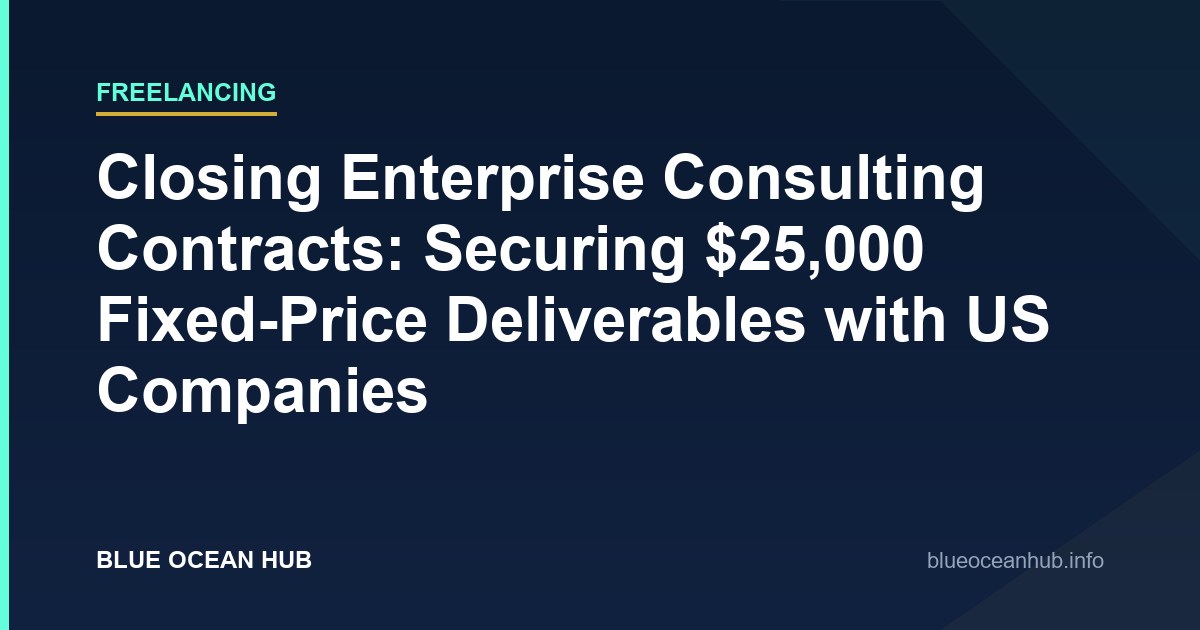 FREELANCING
Closing Enterprise Consulting
Contracts: Securing $25,000
Fixed-Price Deliverables with US
Companies
BLUE OCEAN HUB
blueoceanhub.info